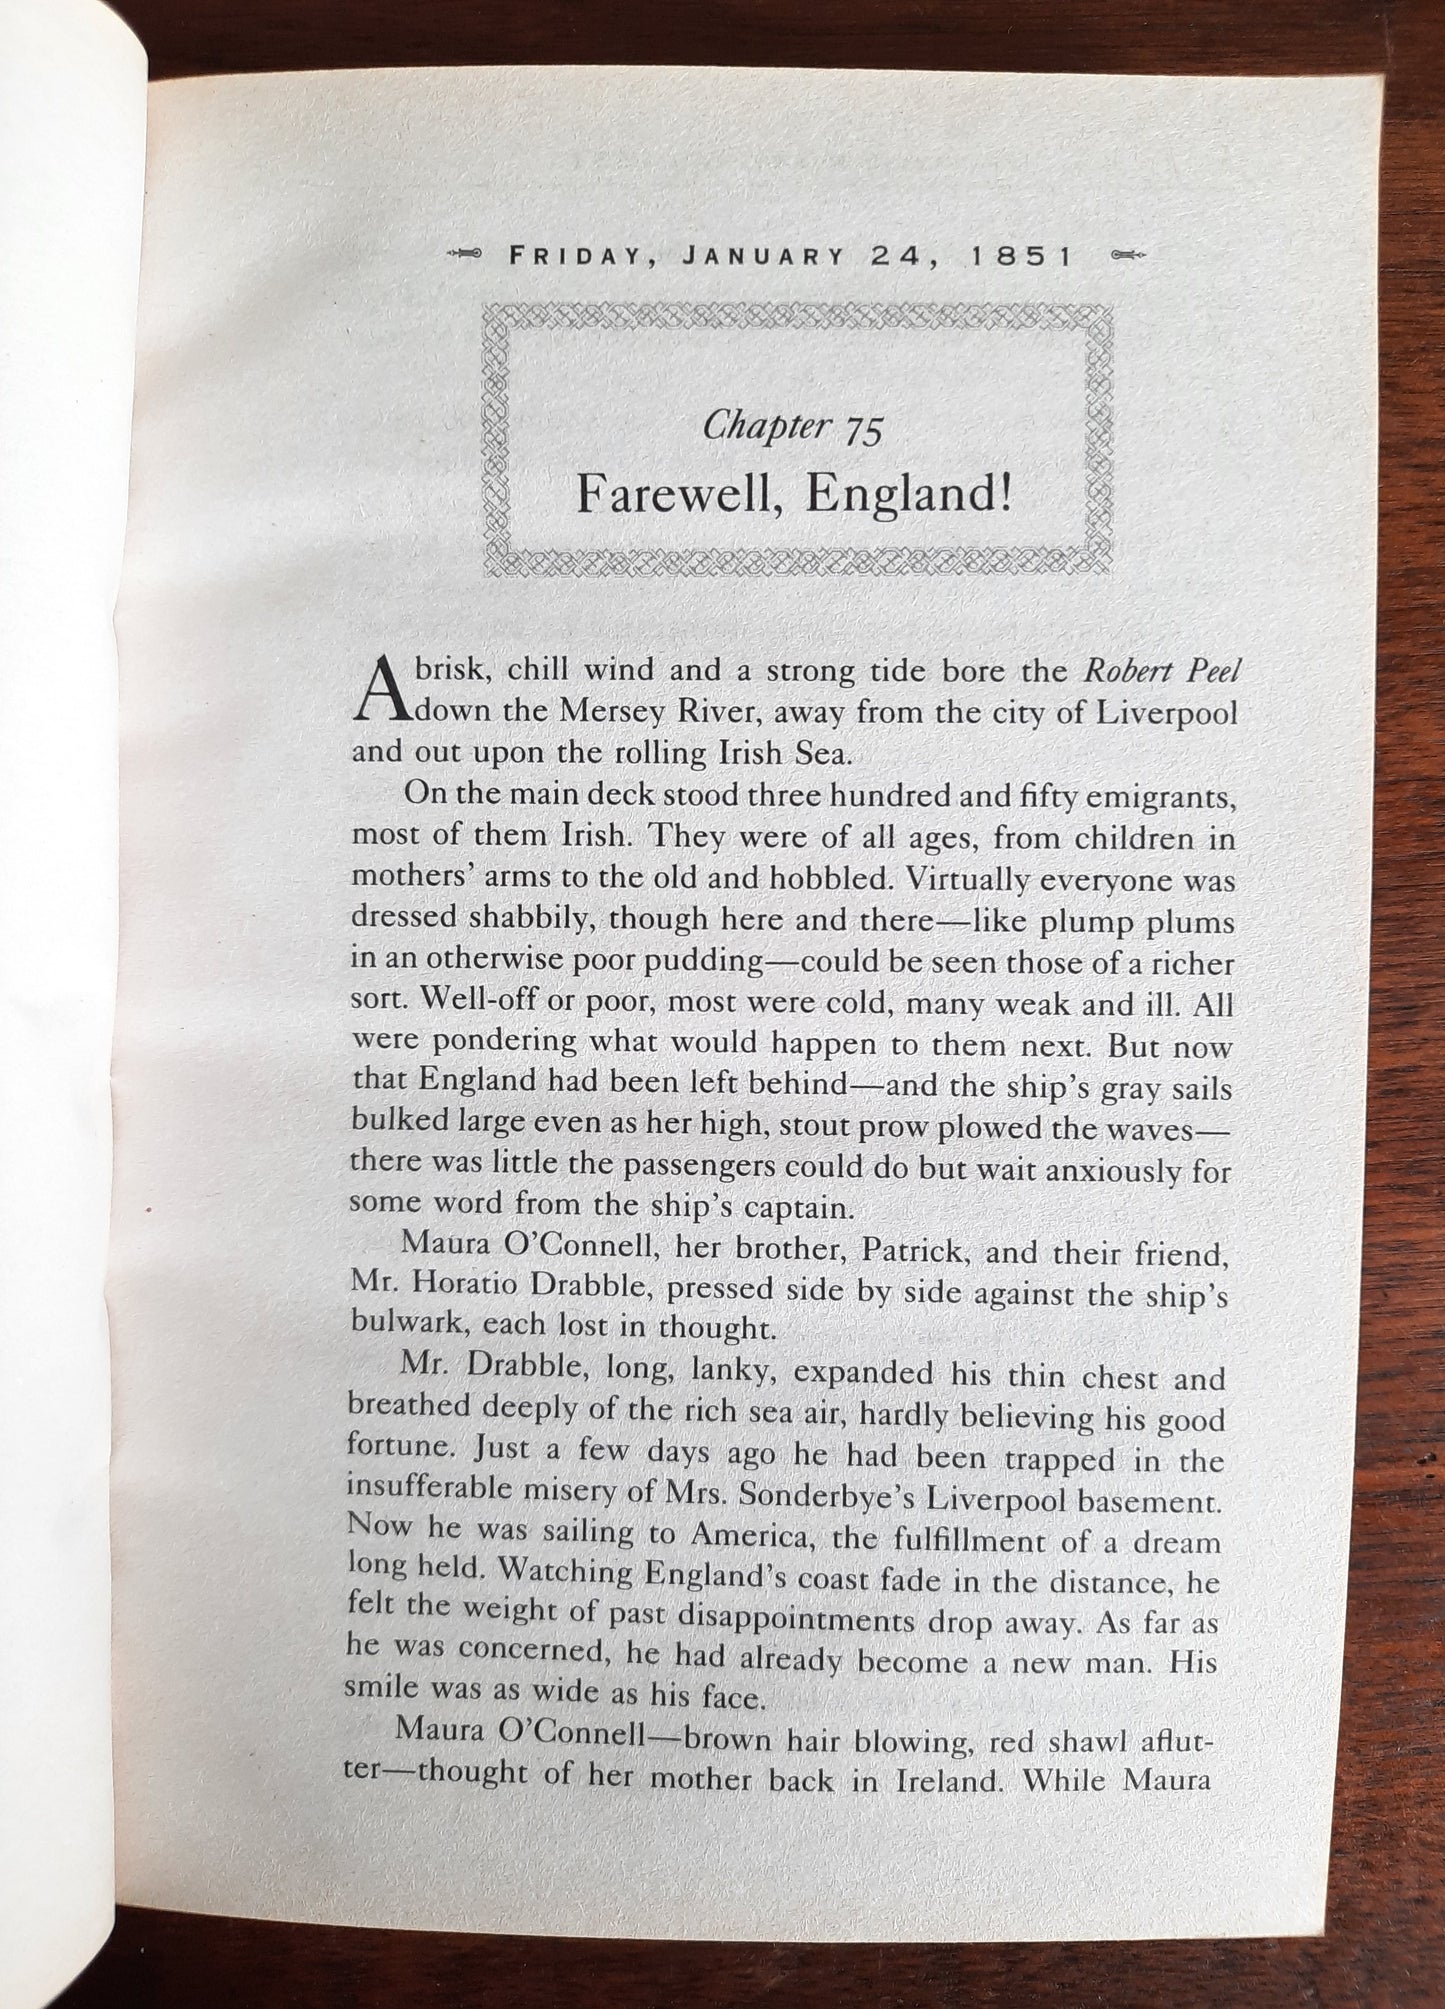 FRIDAY, JANUARY 24, 1851
Chapter 75
Farewell, England!
A brisk, chill wind and a strong tide bore the Robert Peel
down the Mersey River, away from the city of Liverpool
and out upon the rolling Irish Sea.
On the main deck stood three hundred and fifty emigrants,
most of them Irish. They were of all ages, from children in
mothers' arms to the old and hobbled. Virtually everyone was
dressed shabbily, though here and there—like plump plums
in an otherwise poor pudding—could be seen those of a richer
sort. Well-off or poor, most were cold, many weak and ill. All
were pondering what would happen to them next. But now
that England had been left behind—and the ship's gray sails
bulked large even as her high, stout prow plowed the waves—
there was little the passengers could do but wait anxiously for
some word from the ship's captain.
Maura O'Connell, her brother, Patrick, and their friend,
Mr. Horatio Drabble, pressed side by side against the ship's
bulwark, each lost in thought.
Mr. Drabble, long, lanky, expanded his thin chest and
breathed deeply of the rich sea air, hardly believing his good
fortune. Just a few days ago he had been trapped in the
insufferable misery of Mrs. Sonderbye's Liverpool basement.
Now he was sailing to America, the fulfillment of a dream
long held. Watching England's coast fade in the distance, he
felt the weight of past disappointments drop away. As far as
he was concerned, he had already become a new man. His
smile was as wide as his face.
Maura O'Connell—brown hair blowing, red shawl aflut-
ter—thought of her mother back in Ireland. While Maura